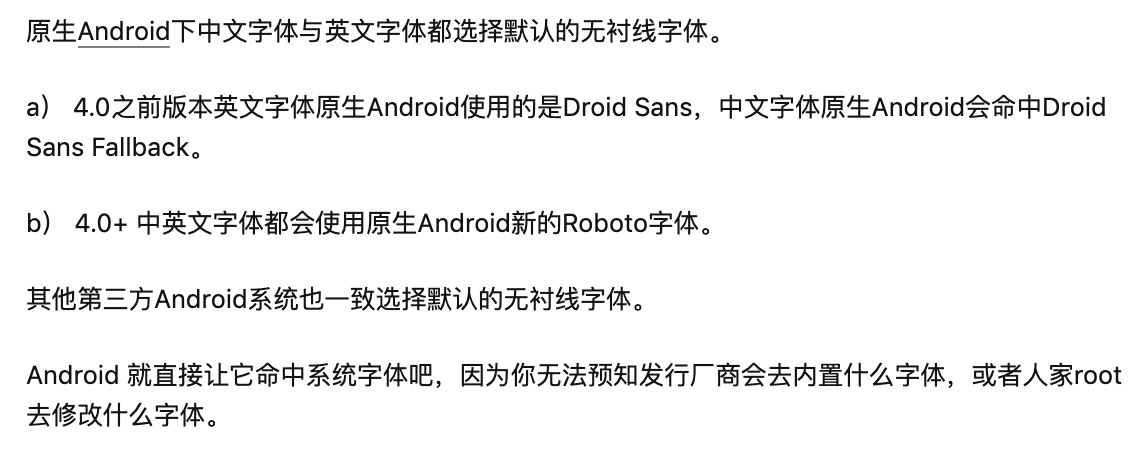 原生Android下中文字体与英文字体都选择默认的无衬线字体。
a） 4.0之前版本英文字体原生Android使用的是Droid Sans，中文字体原生Android会命中Droid
Sans Fallback。
b） 4.0+ 中英文字体都会使用原生Android新的Roboto字体。
其他第三方Android系统也一致选择默认的无衬线字体。
Android 就直接让它命中系统字体吧，因为你无法预知发行厂商会去内置什么字体，或者人家root
去修改什么字体。